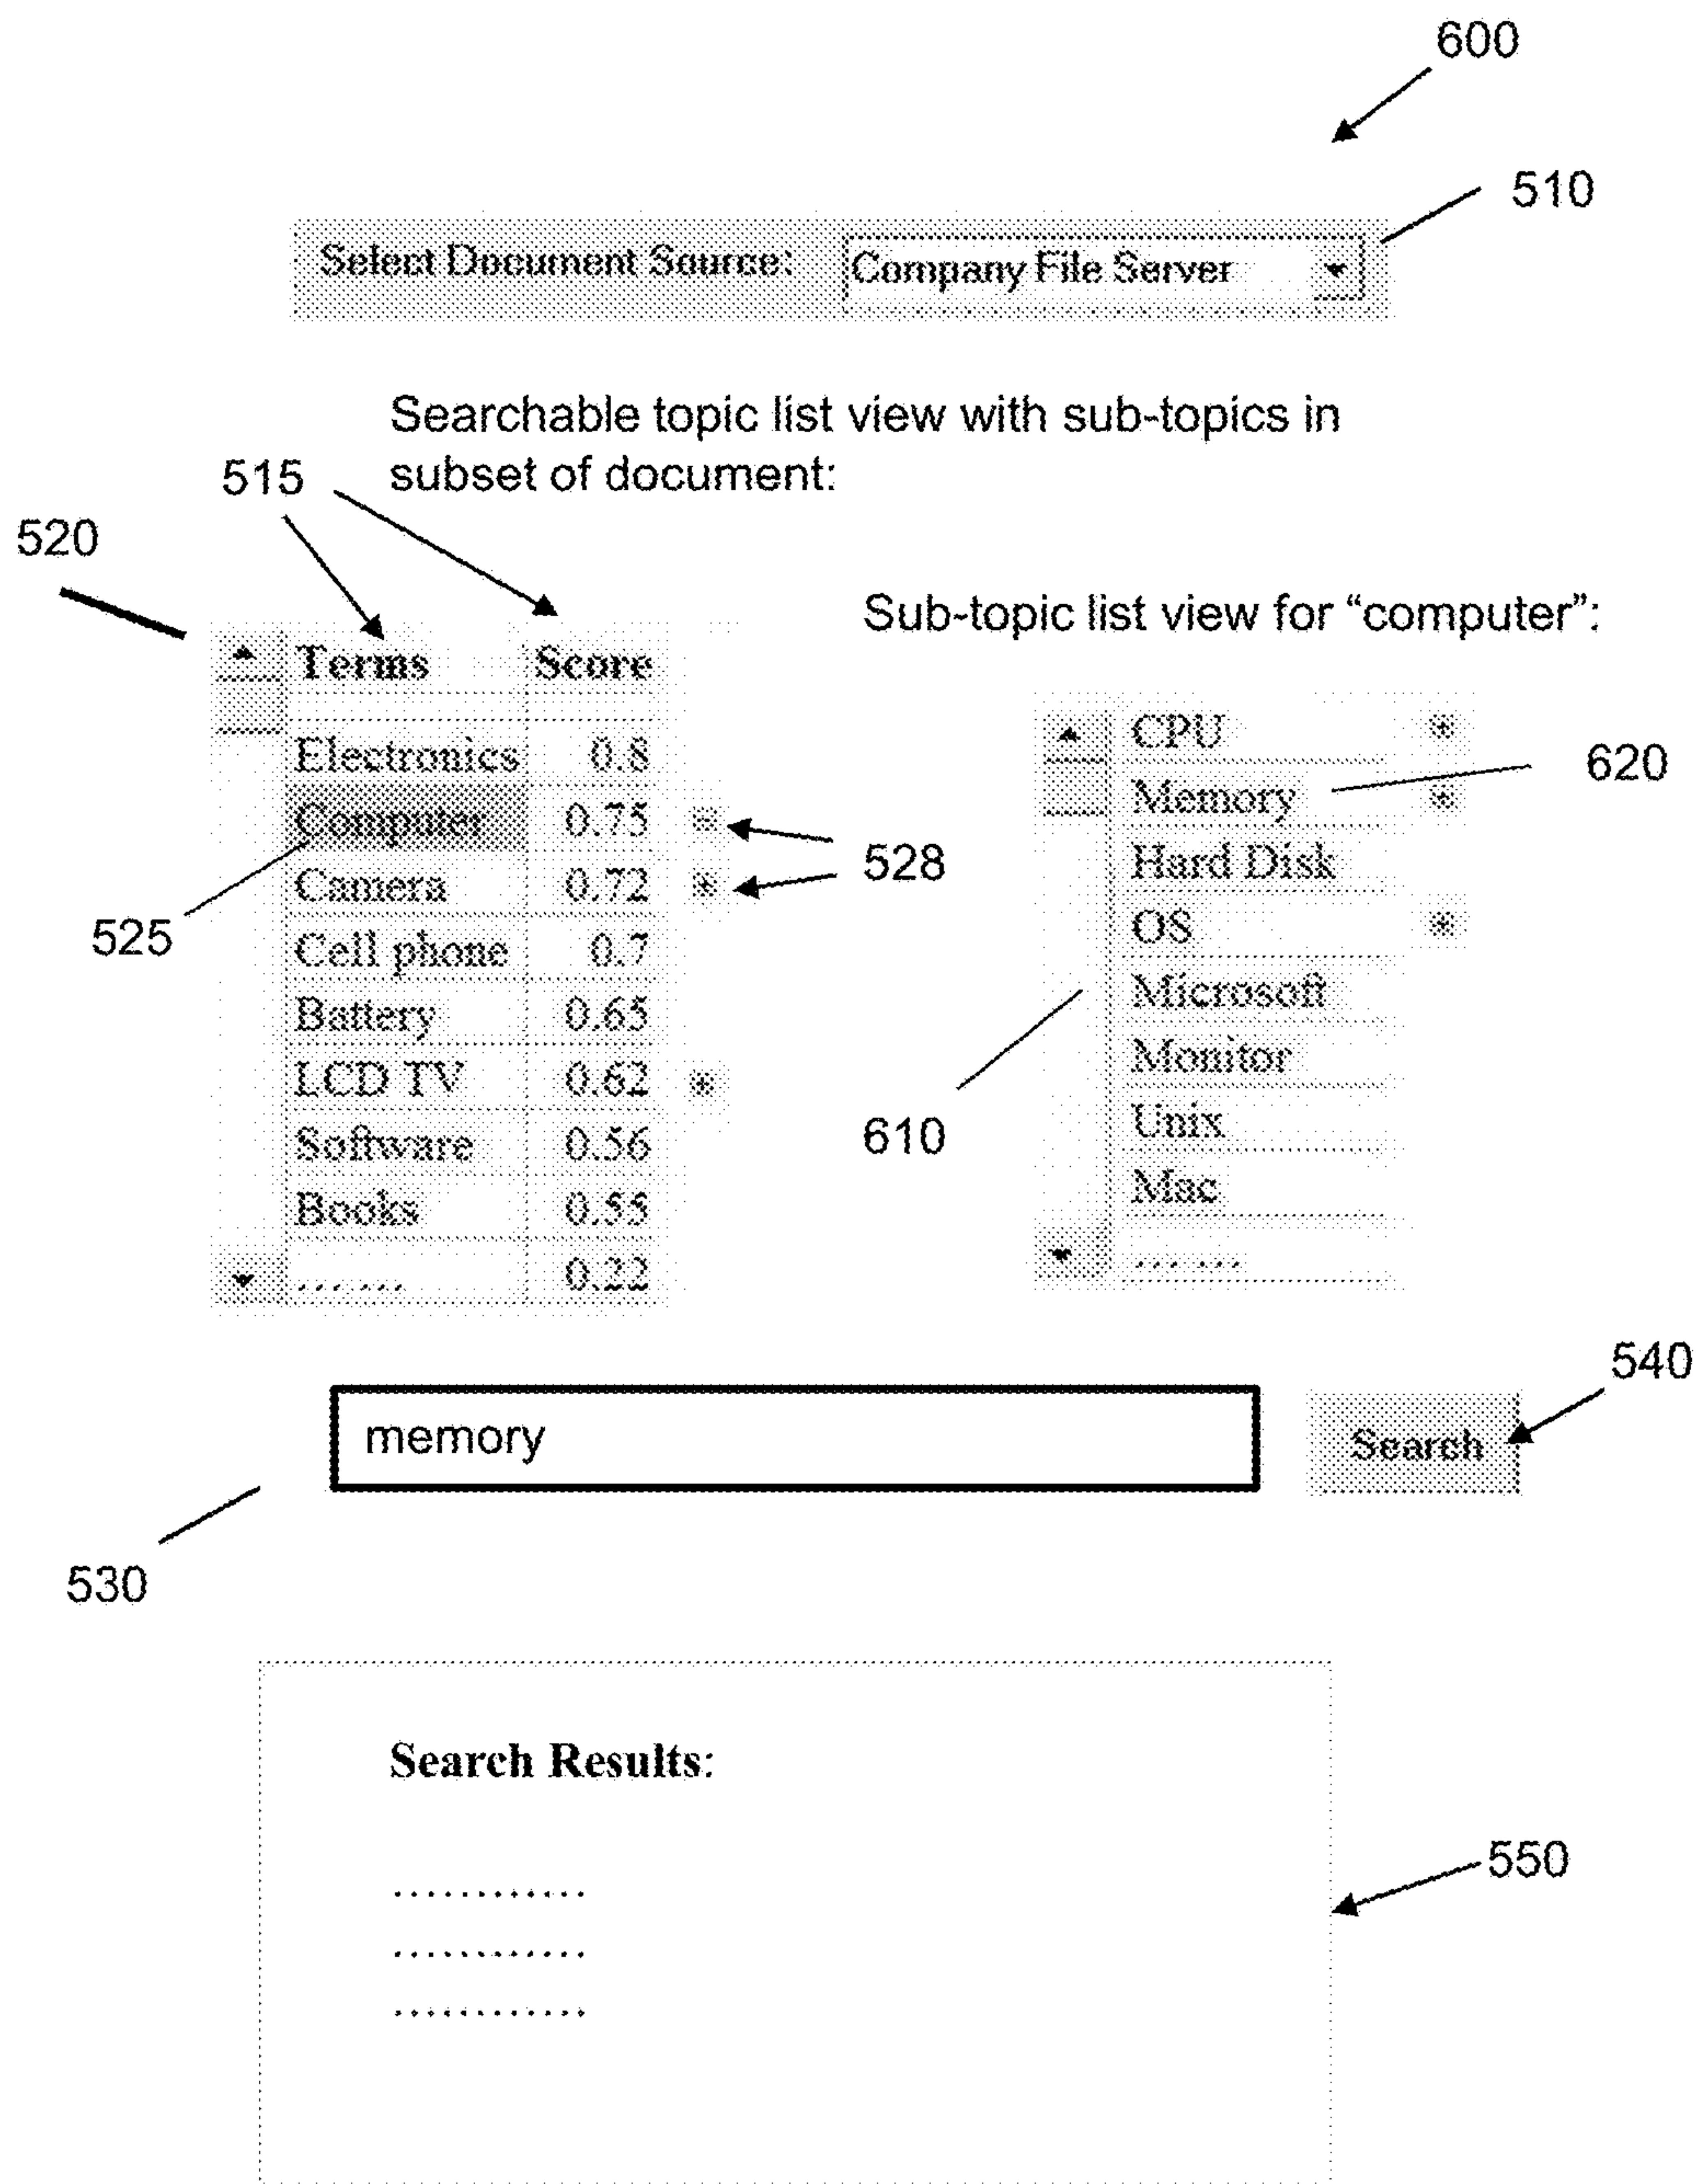 600
510
Select Document Source: Company File Server
Searchable topic list view with sub-topics in
subset of document:
515
520
Sub-topic list view for “computer”:
Terms Score
Electronics 0.8
Computer 0.75
Camera 0.72
Cell phone 0.7
Battery 0.65
LCD TV 0.62
Software 0.56
Books 0.55
....... 0.22
528
525
CPU
Memory
Hard Disk
OS
Microsoft
Monitor
Unix
Mac
.......
620
610
memory
Search
540
530
Search Results:
............
............
............
550